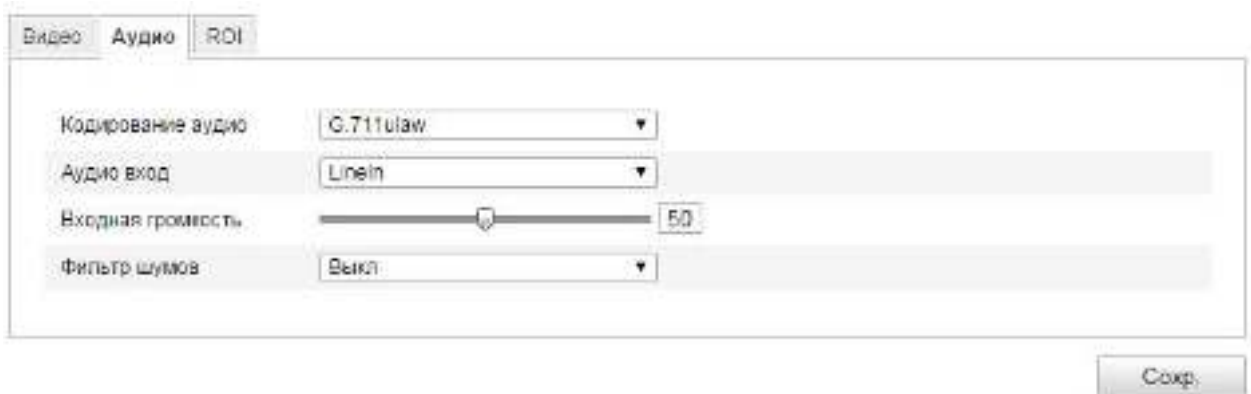 Видео Аудио ROI
Кодирование аудио G.711ulaw
Аудио вход LineIn
Входная громкость 50
Фильтр шумов Выкл
Сохр.